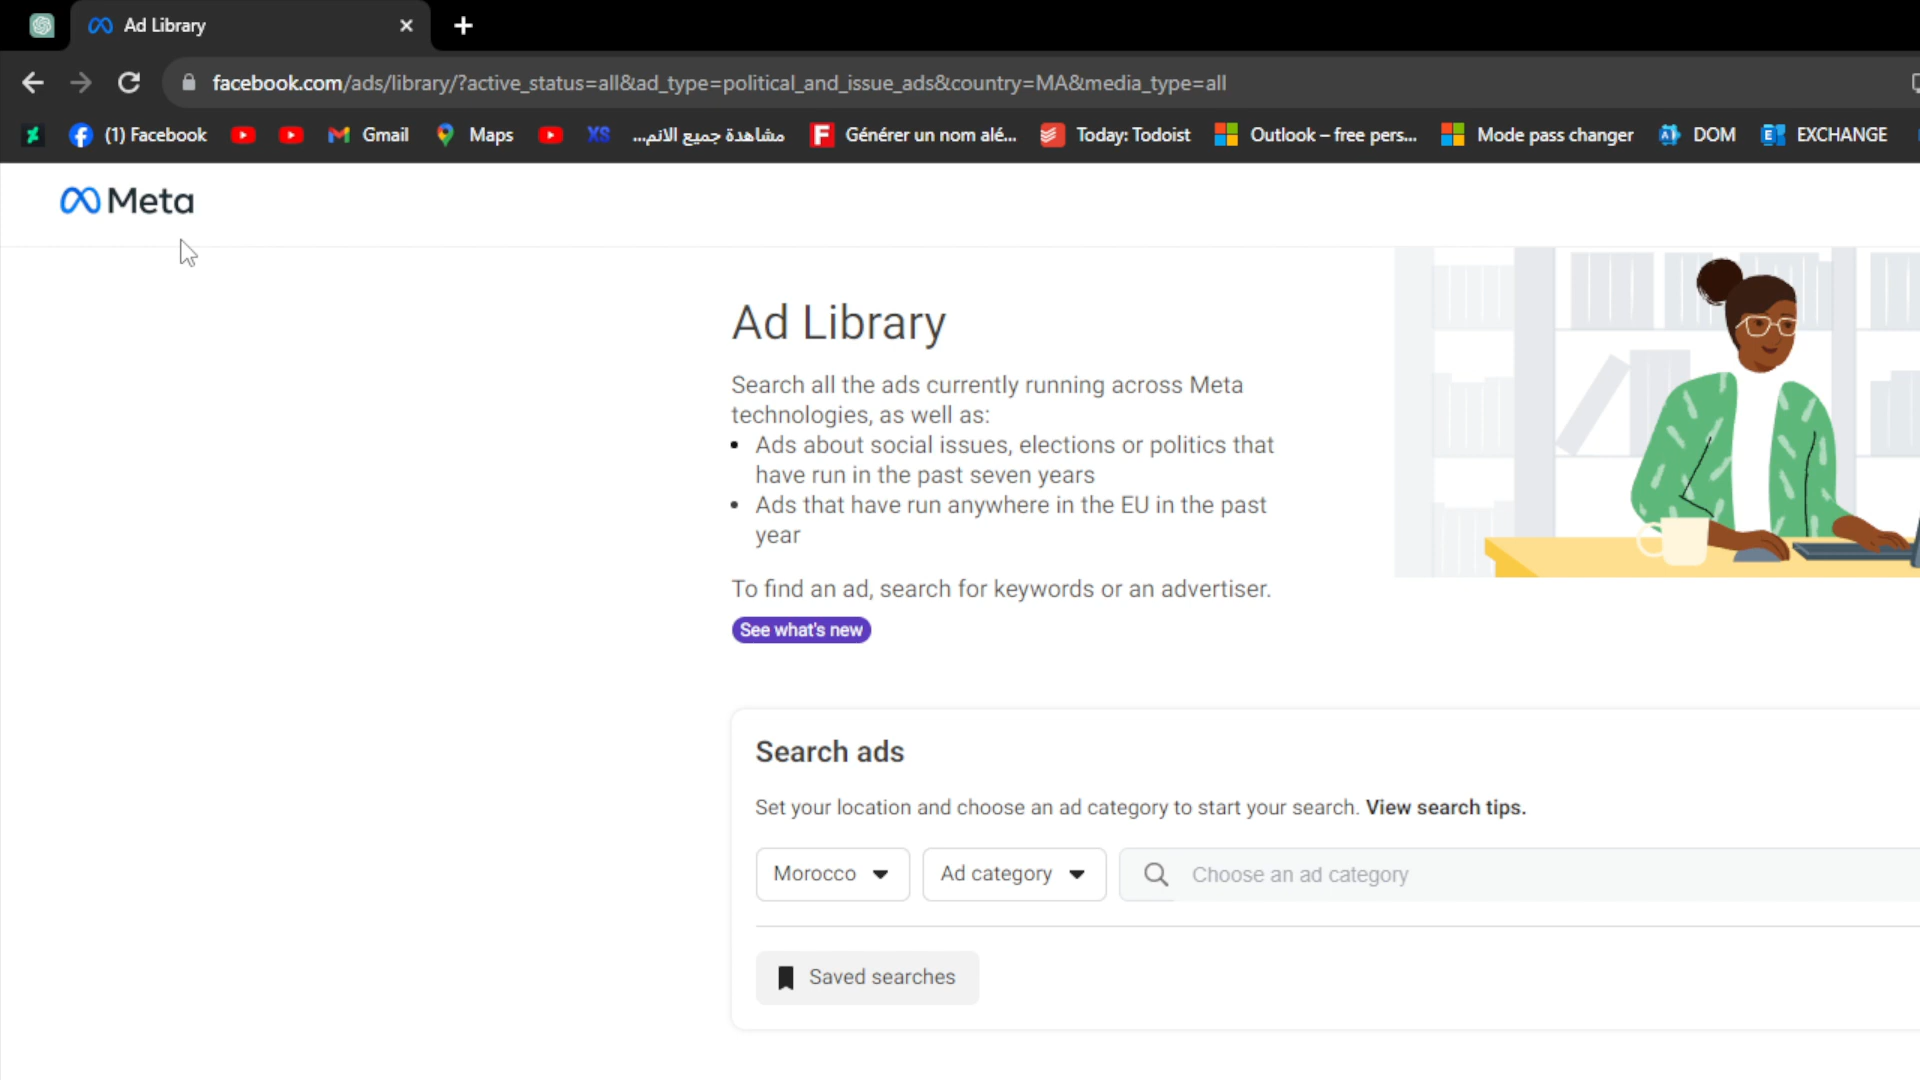 Ad Library
facebook.com/ads/library/?active_status=all&ad_type=political_and_issue_ads&country=MA&media_type=all
(1) Facebook Gmail Maps XS مشاهدة جميع الانم... Générer un nom alé... Today: Todoist Outlook – free pers... Mode pass changer DOM EXCHANGE
Meta
Ad Library
Search all the ads currently running across Meta
technologies, as well as:
• Ads about social issues, elections or politics that
have run in the past seven years
• Ads that have run anywhere in the EU in the past
year
To find an ad, search for keywords or an advertiser.
See what's new
Search ads
Set your location and choose an ad category to start your search. View search tips.
Morocco Ad category Choose an ad category
Saved searches